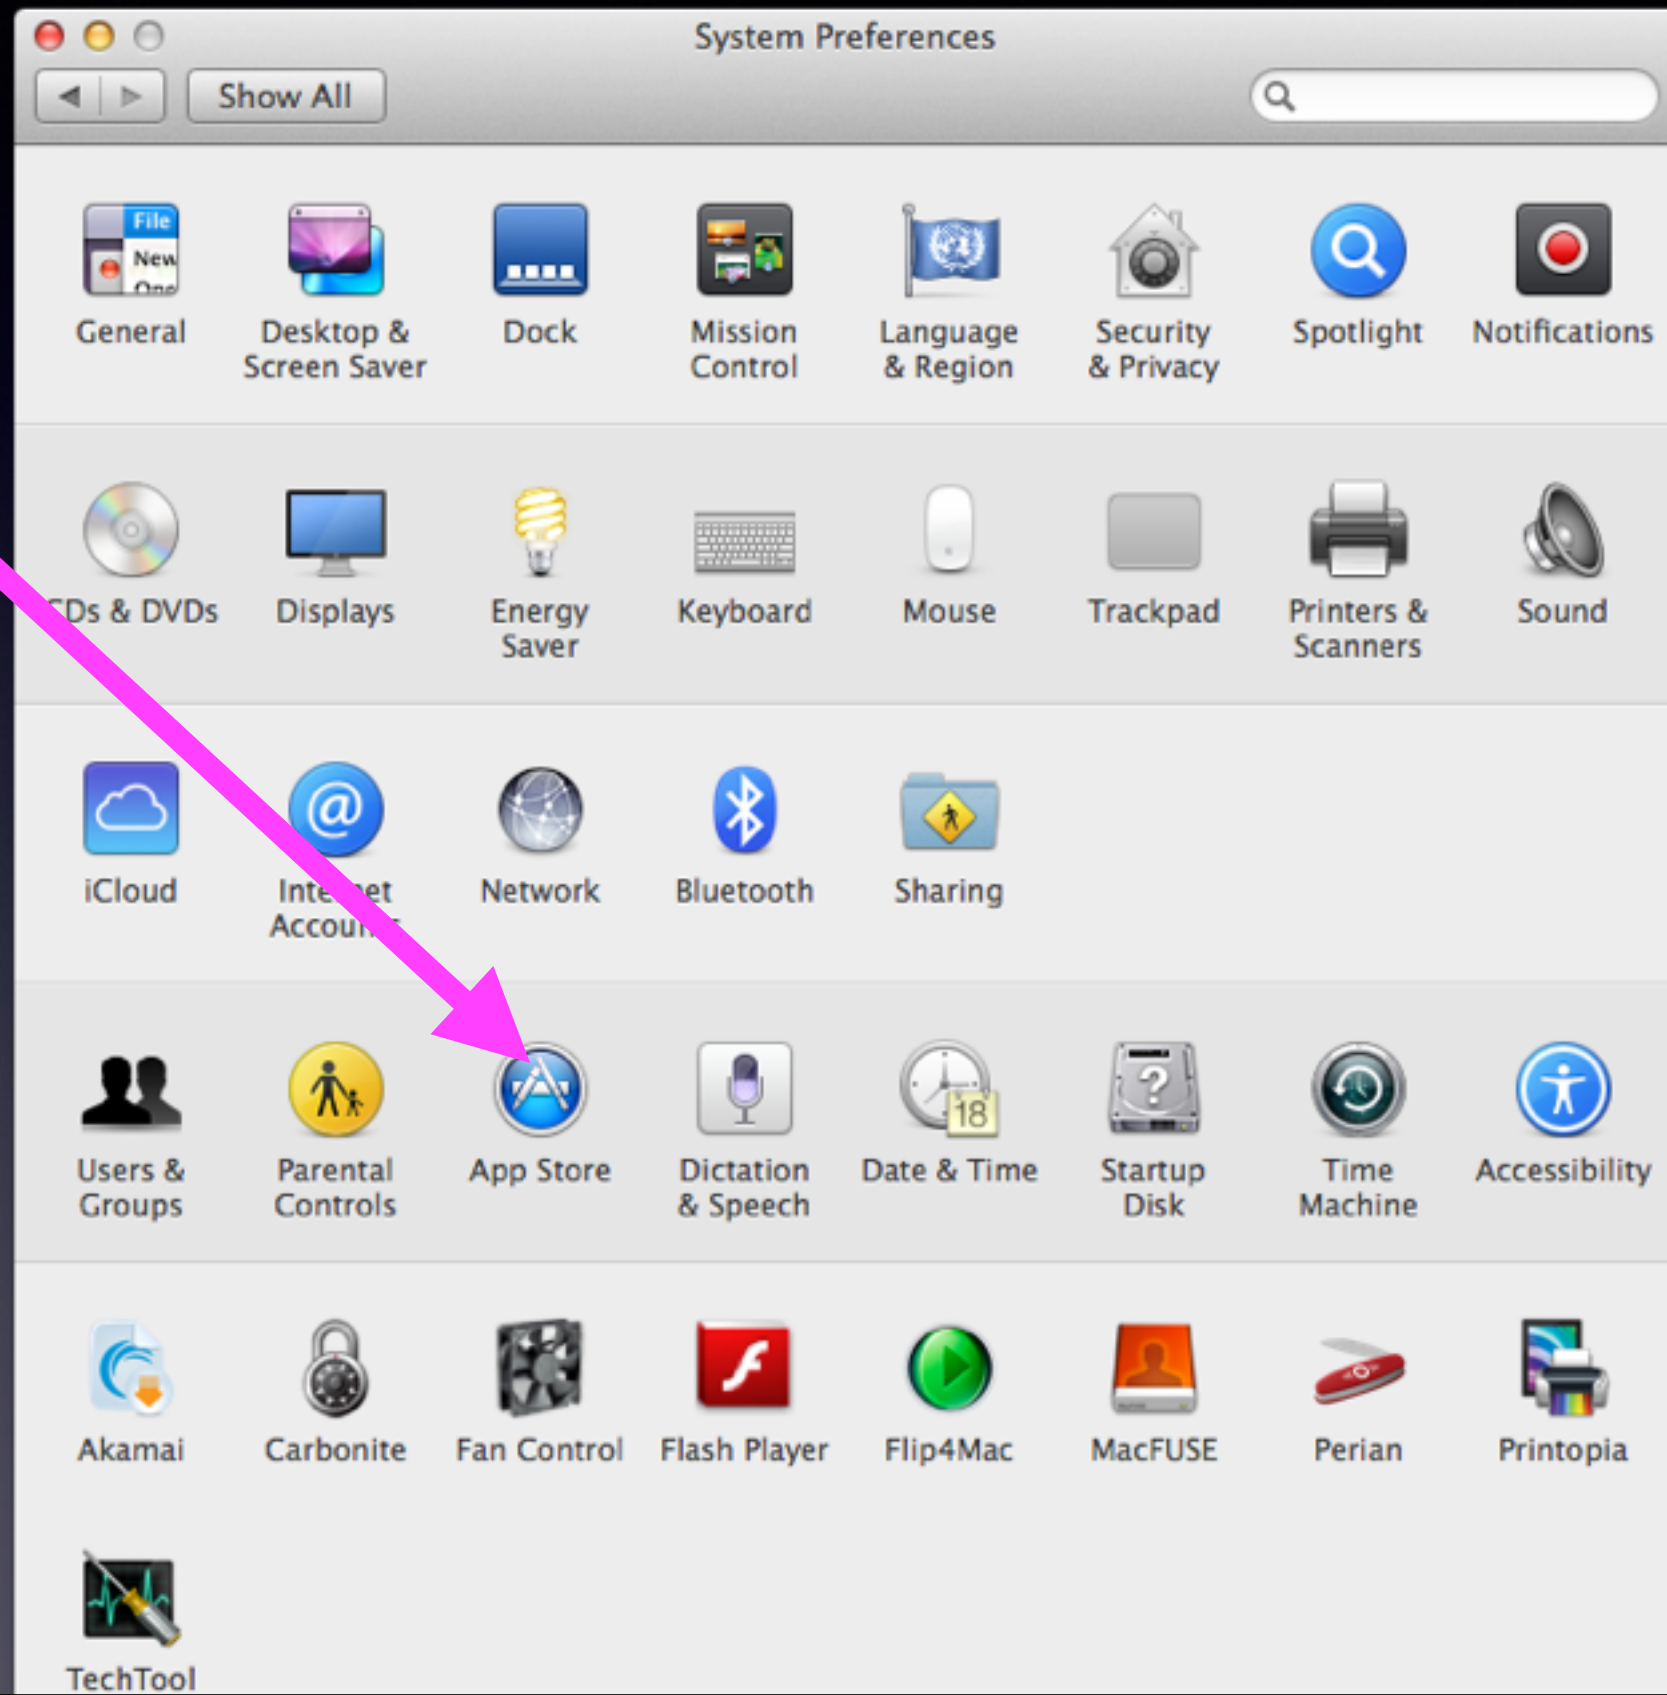 System Preferences
Show All
File
New
General
Desktop &
Screen Saver
Dock
Mission
Control
Language
& Region
Security
& Privacy
Spotlight
Notifications
CDs & DVDs
Displays
Energy
Saver
Keyboard
Mouse
Trackpad
Printers &
Scanners
Sound
iCloud
@
Internet
Accounts
Network
Bluetooth
Sharing
18
?
Users &
Groups
Parental
Controls
App Store
Dictation
& Speech
Date & Time
Startup
Disk
Time
Machine
Accessibility
Akamai
Carbonite
Fan Control
Flash Player
Flip4Mac
MacFUSE
Perian
Printopia
TechTool